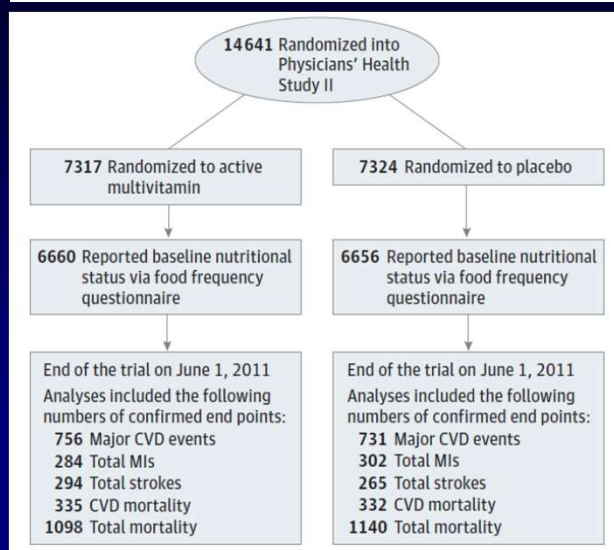 14641 Randomized into
Physicians' Health
Study II
7317 Randomized to active
multivitamin
7324 Randomized to placebo
6660 Reported baseline nutritional
status via food frequency
questionnaire
6656 Reported baseline nutritional
status via food frequency
questionnaire
End of the trial on June 1, 2011
Analyses included the following
numbers of confirmed end points:
756 Major CVD events
284 Total MIs
294 Total strokes
335 CVD mortality
1098 Total mortality
End of the trial on June 1, 2011
Analyses included the following
numbers of confirmed end points:
731 Major CVD events
302 Total MIs
265 Total strokes
332 CVD mortality
1140 Total mortality